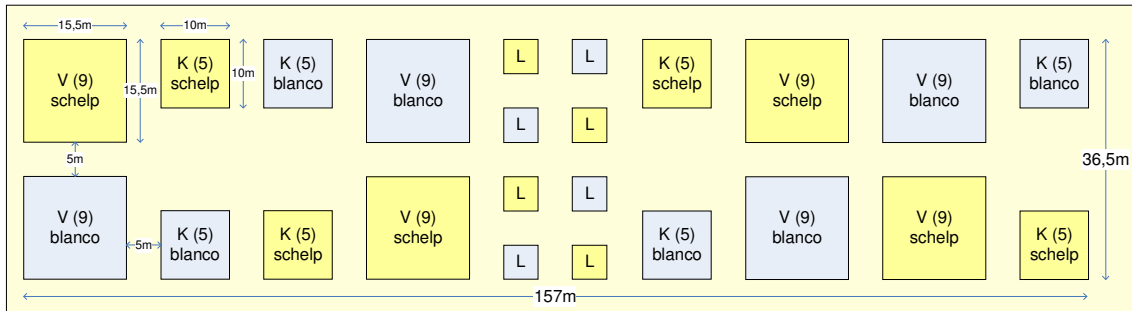 15,5m
10m
V (9)
schelp
15,5m
K (5)
schelp
10m
K (5)
blanco
V (9)
blanco
L
L
K (5)
schelp
V (9)
schelp
V (9)
blanco
K (5)
blanco
L
L
5m
36,5m
V (9)
blanco
5m
K (5)
blanco
K (5)
schelp
V (9)
schelp
L
L
K (5)
blanco
V (9)
blanco
V (9)
schelp
K (5)
schelp
L
L
157m